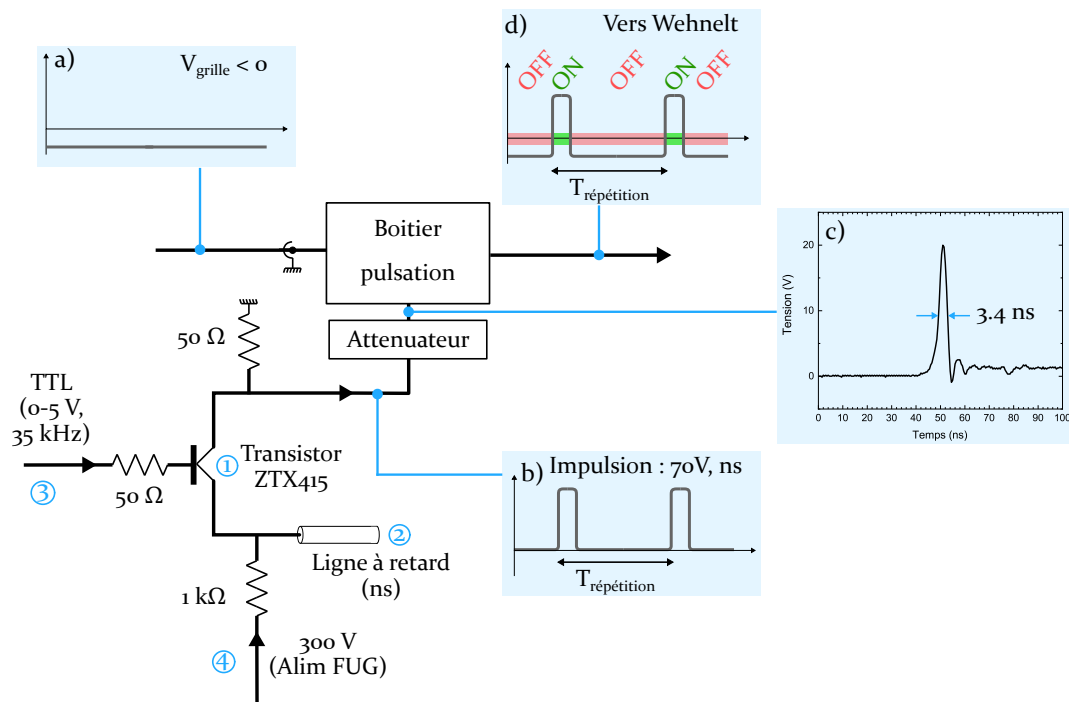 a)
V_grille < 0
d)
Vers Wehnelt
OFF
ON
OFF
ON
OFF
T_répétition
Boitier
pulsation
Attenuateur
c)
Tension (V)
20
10
0
3.4 ns
0 10 20 30 40 50 60 70 80 90 100
Temps (ns)
50 Ω
TTL
(0-5 V,
35 kHz)
③
50 Ω
①
Transistor
ZTX415
②
Ligne à retard
(ns)
1 kΩ
④
300 V
(Alim FUG)
b)
Impulsion : 70V, ns
T_répétition